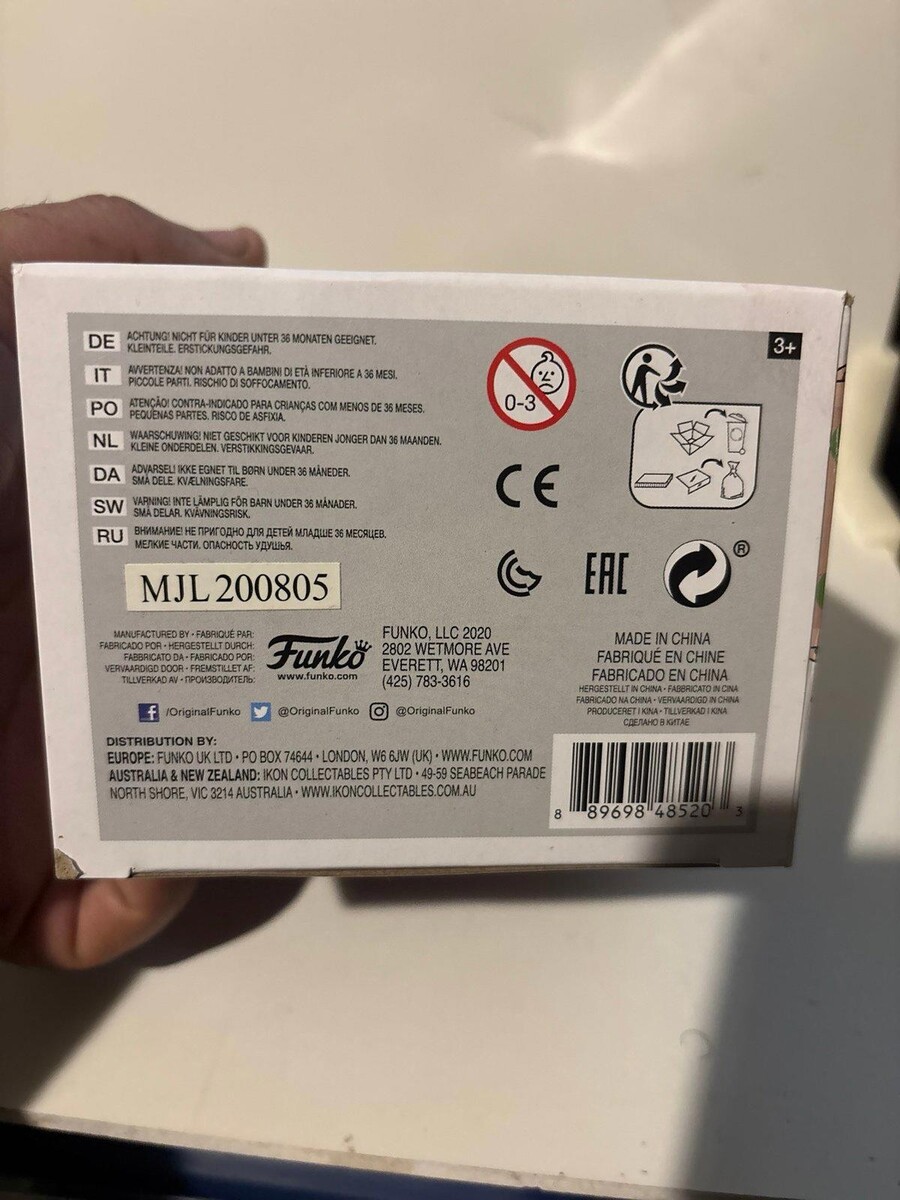 DE ACHTUNG! NICHT FÜR KINDER UNTER 36 MONATEN GEEIGNET.
KLEINTEILE. ERSTICKUNGSGEFAHR.
IT AVVERTENZA! NON ADATTO A BAMBINI DI ETÀ INFERIORE A 36 MESI.
PICCOLE PARTI. RISCHIO DI SOFFOCAMENTO.
PO ATENÇÃO! CONTRA-INDICADO PARA CRIANÇAS COM MENOS DE 36 MESES.
PEQUENAS PARTES. RISCO DE ASFIXIA.
NL WAARSCHUWING! NIET GESCHIKT VOOR KINDEREN JONGER DAN 36 MAANDEN.
KLEINE ONDERDELEN. VERSTIKKINGSGEVAAR.
DA ADVARSEL! IKKE EGNET TIL BØRN UNDER 36 MÅNEDER.
SMÅ DELE. KVÆLNINGSFARE.
SW VARNING! INTE LÄMPLIG FÖR BARN UNDER 36 MÅNADER.
SMÅ DELAR. KVÄVNINGSRISK.
RU ВНИМАНИЕ! НЕ ПРИГОДНО ДЛЯ ДЕТЕЙ МЛАДШЕ 36 МЕСЯЦЕВ.
МЕЛКИЕ ЧАСТИ. ОПАСНОСТЬ УДУШЬЯ.
0-3
3+
CE
EAC
®
MJL 200805
MANUFACTURED BY • FABRIQUÉ PAR:
FABRICADO POR • HERGESTELLT DURCH:
FABBRICATO DA • FABRICADO POR:
VERVAARDIGD DOOR • FREMSTILLET AF:
TILLVERKAD AV • ПРОИЗВОДИТЕЛЬ:
Funko
www.funko.com
FUNKO, LLC 2020
2802 WETMORE AVE
EVERETT, WA 98201
(425) 783-3616
MADE IN CHINA
FABRIQUÉ EN CHINE
FABRICADO EN CHINA
HERGESTELLT IN CHINA • FABBRICATO IN CINA
FABRICADO NA CHINA • VERVAARDIGD IN CHINA
PRODUCERET I KINA • TILLVERKAD I KINA
СДЕЛАНО В КИТАЕ
f /OriginalFunko @OriginalFunko @OriginalFunko
DISTRIBUTION BY:
EUROPE: FUNKO UK LTD • PO BOX 74644 • LONDON, W6 6JW (UK) • WWW.FUNKO.COM
AUSTRALIA & NEW ZEALAND: IKON COLLECTABLES PTY LTD • 49-59 SEABEACH PARADE
NORTH SHORE, VIC 3214 AUSTRALIA • WWW.IKONCOLLECTABLES.COM.AU
8 89698 48520 3